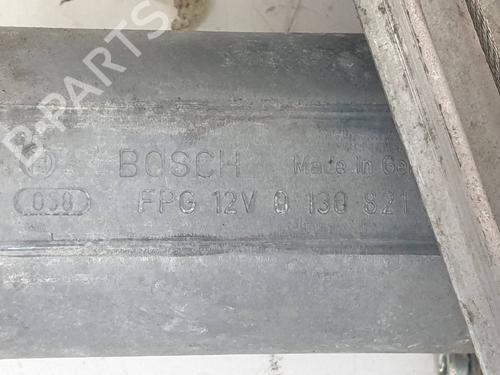 B-PARTS
BOSCH Made in Ger
038 FPG 12V 0 130 821